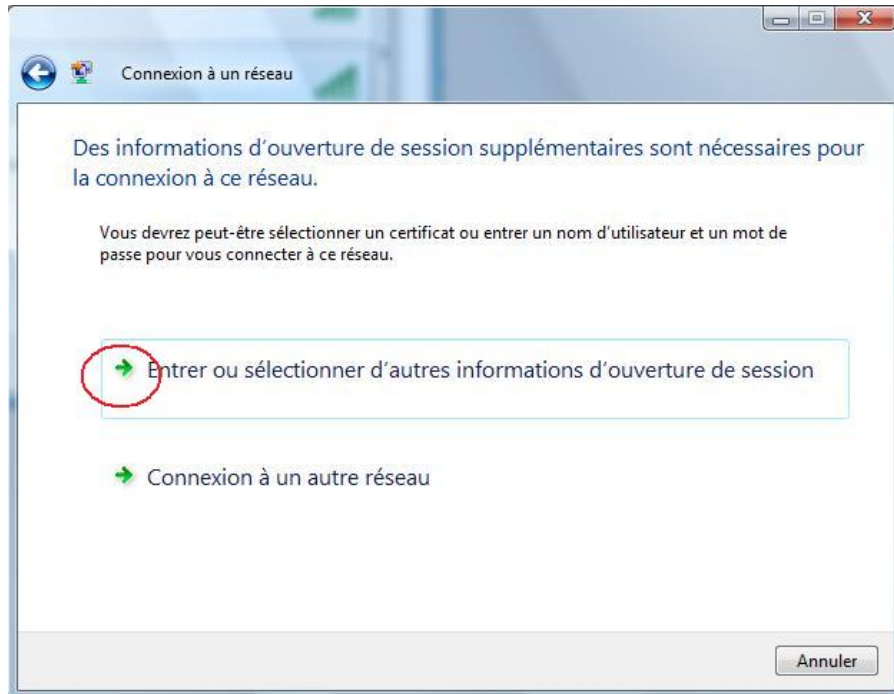 Connexion à un réseau
Des informations d'ouverture de session supplémentaires sont nécessaires pour
la connexion à ce réseau.
Vous devrez peut-être sélectionner un certificat ou entrer un nom d'utilisateur et un mot de
passe pour vous connecter à ce réseau.
Entrer ou sélectionner d'autres informations d'ouverture de session
Connexion à un autre réseau
Annuler